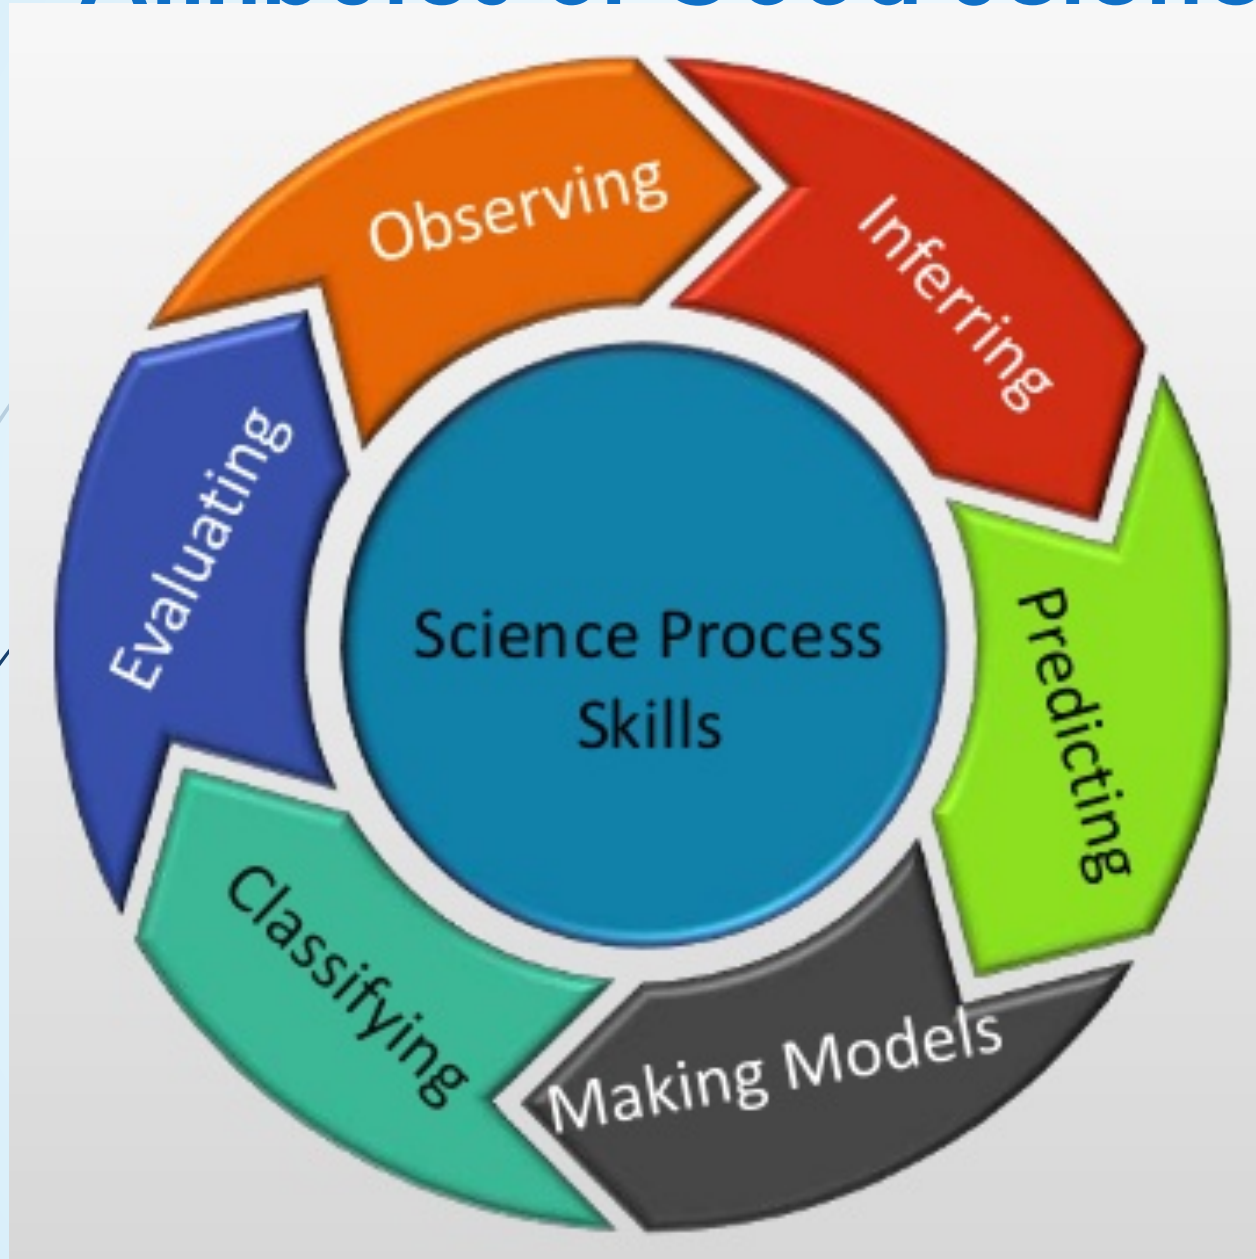 Observing
Inferring
Predicting
Making Models
Classifying
Evaluating
Science Process
Skills